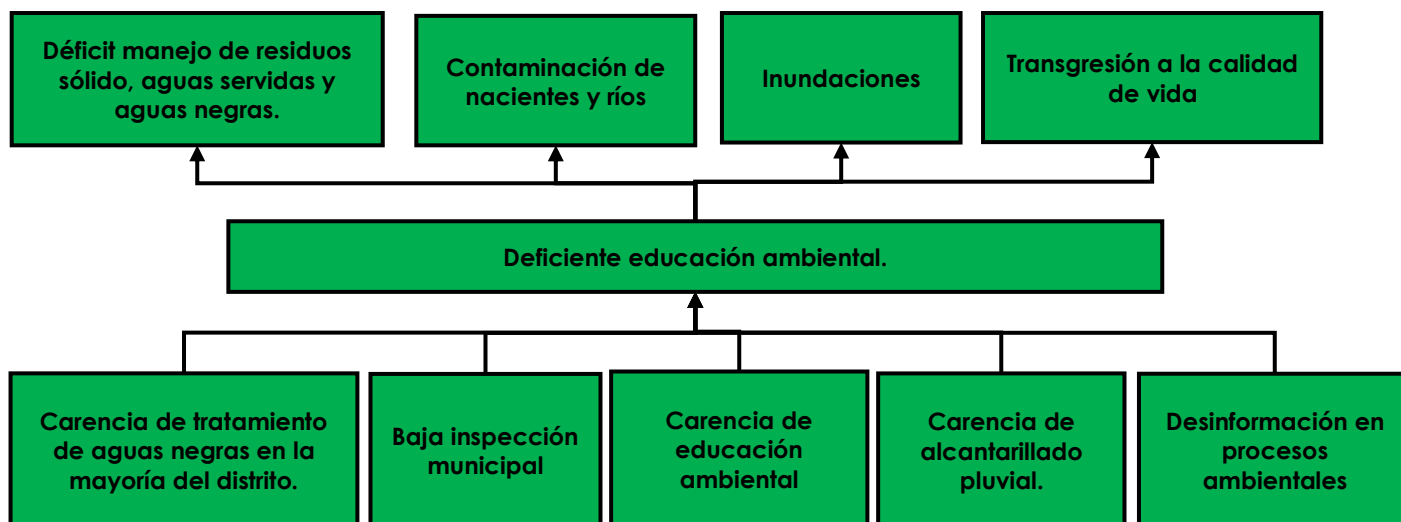 Déficit manejo de residuos
sólido, aguas servidas y
aguas negras.
Contaminación de
nacientes y ríos
Inundaciones
Transgresión a la calidad
de vida
Deficiente educación ambiental.
Carencia de tratamiento
de aguas negras en la
mayoría del distrito.
Baja inspección
municipal
Carencia de
educación
ambiental
Carencia de
alcantarillado
pluvial.
Desinformación en
procesos
ambientales